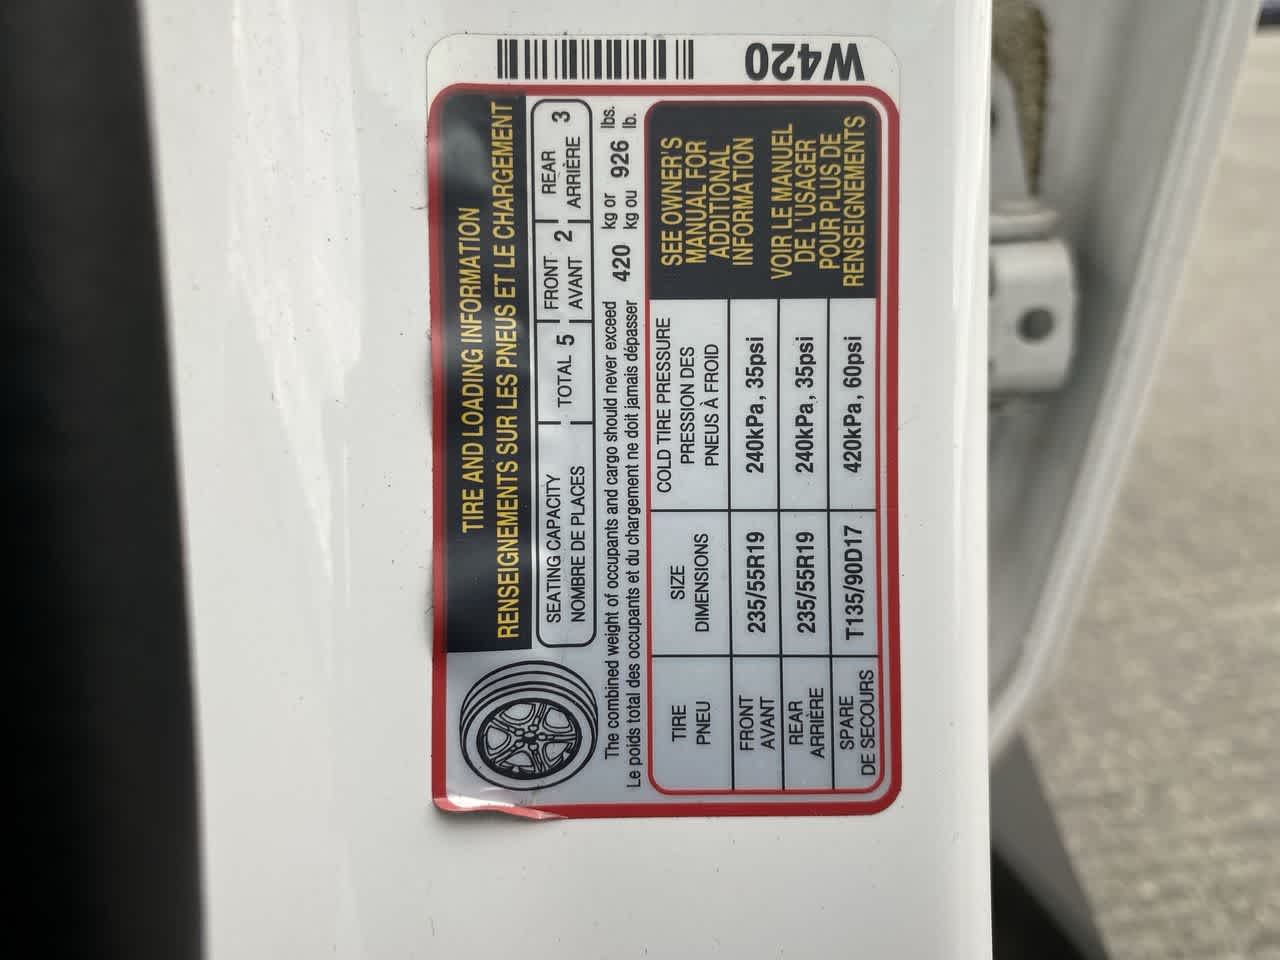 W420
TIRE AND LOADING INFORMATION
RENSEIGNEMENTS SUR LES PNEUS ET LE CHARGEMENT
SEATING CAPACITY TOTAL 5 FRONT 2 REAR 3
NOMBRE DE PLACES AVANT ARRIÈRE
The combined weight of occupants and cargo should never exceed 420 kg or 926 lbs.
Le poids total des occupants et du chargement ne doit jamais dépasser kg ou lb.
TIRE SIZE COLD TIRE PRESSURE
PNEU DIMENSIONS PRESSION DES
PNEUS À FROID
FRONT 235/55R19 240kPa, 35psi
AVANT
REAR 235/55R19 240kPa, 35psi
ARRIÈRE
SPARE T135/90D17 420kPa, 60psi
DE SECOURS
SEE OWNER'S
MANUAL FOR
ADDITIONAL
INFORMATION
VOIR LE MANUEL
DE L'USAGER
POUR PLUS DE
RENSEIGNEMENTS